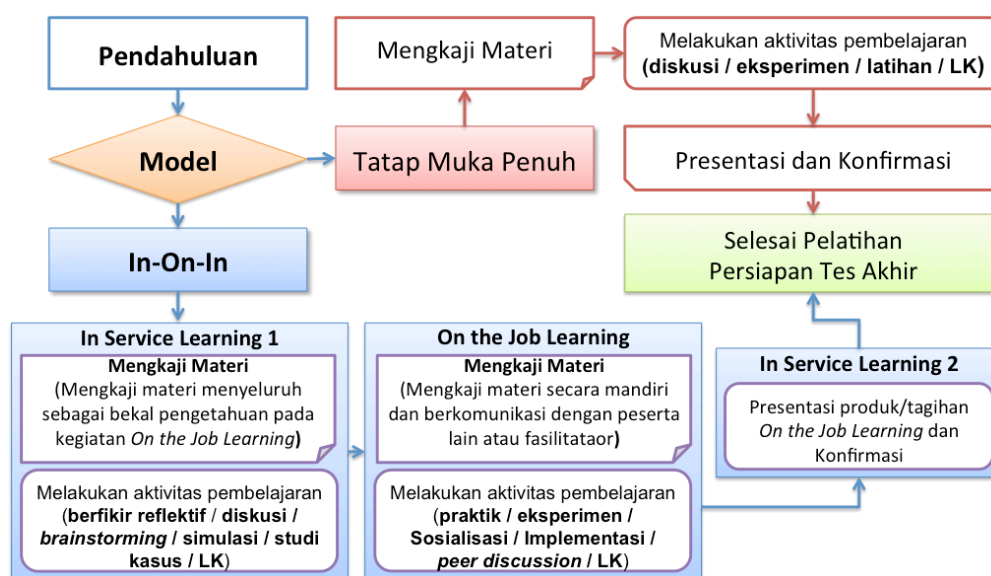 Pendahuluan
Model
Tatap Muka Penuh
Mengkaji Materi
Melakukan aktivitas pembelajaran
(diskusi / eksperimen / latihan / LK)
Presentasi dan Konfirmasi
Selesai Pelatihan
Persiapan Tes Akhir
In-On-In
In Service Learning 1
Mengkaji Materi
(Mengkaji materi menyeluruh
sebagai bekal pengetahuan pada
kegiatan On the Job Learning)
Melakukan aktivitas pembelajaran
(berfikir reflektif / diskusi /
brainstorming / simulasi / studi
kasus / LK)
On the Job Learning
Mengkaji Materi
(Mengkaji materi secara mandiri
dan berkomunikasi dengan peserta
lain atau fasilitataor)
Melakukan aktivitas pembelajaran
(praktik / eksperimen /
Sosialisasi / Implementasi /
peer discussion / LK)
In Service Learning 2
Presentasi produk/tagihan
On the Job Learning dan
Konfirmasi